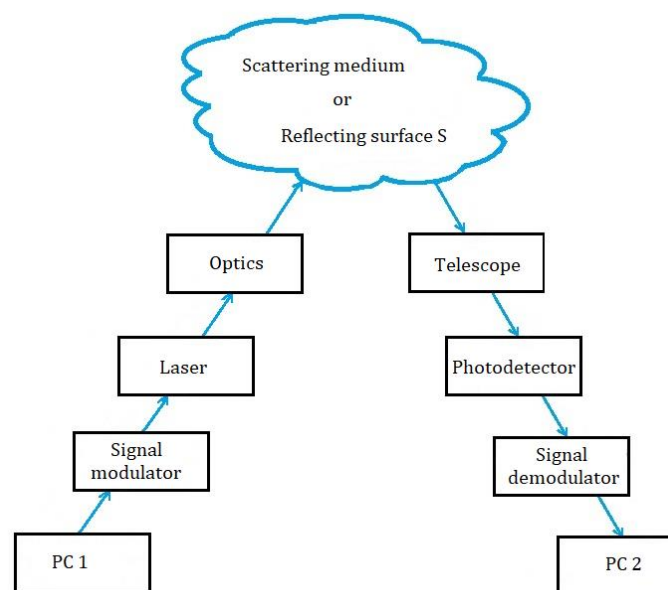 Scattering medium
or
Reflecting surface S
Optics
Telescope
Laser
Photodetector
Signal
modulator
Signal
demodulator
PC 1
PC 2